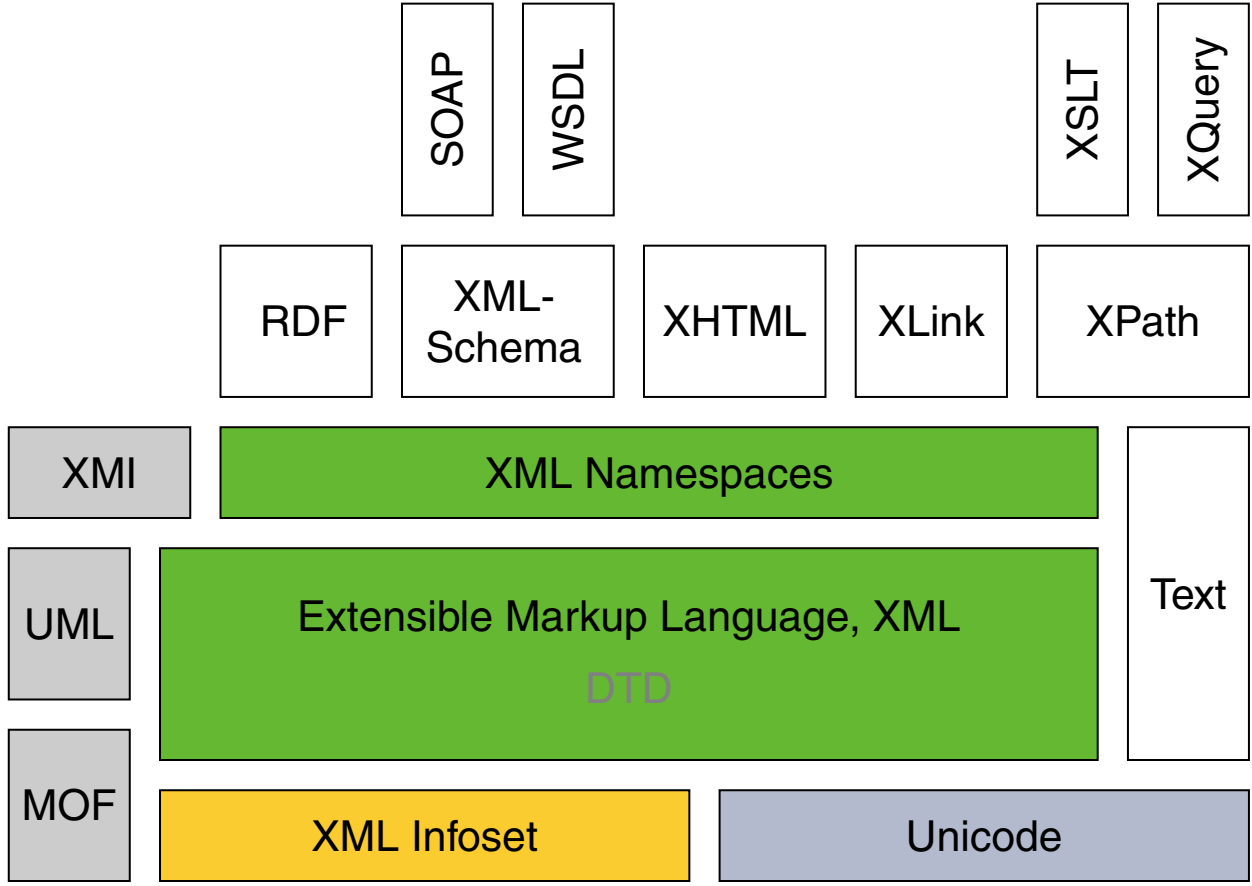 SOAP
WSDL
XSLT
XQuery
RDF
XML-
Schema
XHTML
XLink
XPath
XMI
XML Namespaces
Text
UML
Extensible Markup Language, XML
DTD
MOF
XML Infoset
Unicode